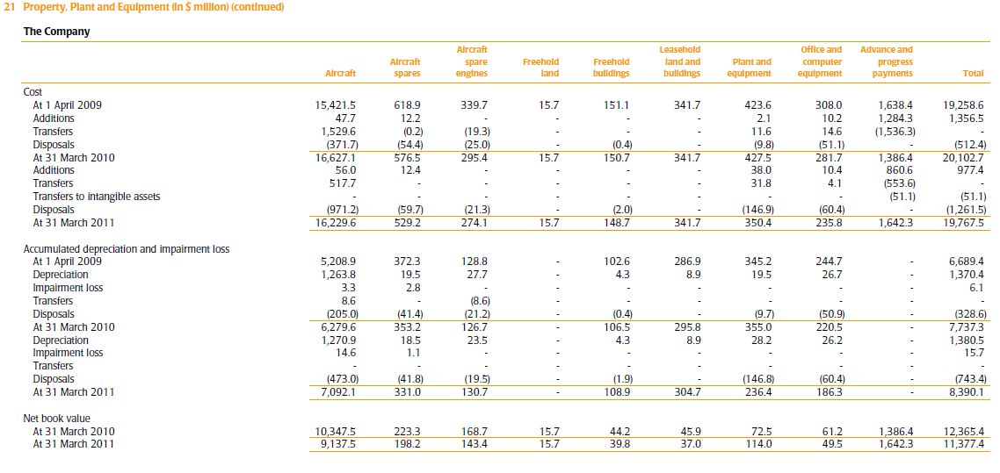 21 Property, Plant and Equipment (in $ million) (continued)
The Company
Aircraft Aircraft spares Aircraft spare engines Freehold land Freehold buildings Leasehold land and buildings Plant and equipment Office and computer equipment Advance and progress payments Total
Cost
At 1 April 2009 15,421.5 618.9 339.7 15.7 151.1 341.7 423.6 308.0 1,638.4 19,258.6
Additions 47.7 12.2 - - - - 2.1 10.2 1,284.3 1,356.5
Transfers 1,529.6 (0.2) (19.3) - - - 11.6 14.6 (1,536.3) -
Disposals (371.7) (54.4) (25.0) - (0.4) - (9.8) (51.1) - (512.4)
At 31 March 2010 16,627.1 576.5 295.4 15.7 150.7 341.7 427.5 281.7 1,386.4 20,102.7
Additions 56.0 12.4 - - - - 38.0 10.4 860.6 977.4
Transfers 517.7 - - - - - 31.8 4.1 (553.6) -
Transfers to intangible assets - - - - - - - - (51.1) (51.1)
Disposals (971.2) (59.7) (21.3) - (2.0) - (146.9) (60.4) - (1,261.5)
At 31 March 2011 16,229.6 529.2 274.1 15.7 148.7 341.7 350.4 235.8 1,642.3 19,767.5
Accumulated depreciation and impairment loss
At 1 April 2009 5,208.9 372.3 128.8 - 102.6 286.9 345.2 244.7 - 6,689.4
Depreciation 1,263.8 19.5 27.7 - 4.3 8.9 19.5 26.7 - 1,370.4
Impairment loss 3.3 2.8 - - - - - - - 6.1
Transfers 8.6 - (8.6) - - - - - - -
Disposals (205.0) (41.4) (21.2) - (0.4) - (9.7) (50.9) - (328.6)
At 31 March 2010 6,279.6 353.2 126.7 - 106.5 295.8 355.0 220.5 - 7,737.3
Depreciation 1,270.9 18.5 23.5 - 4.3 8.9 28.2 26.2 - 1,380.5
Impairment loss 14.6 1.1 - - - - - - - 15.7
Transfers - - - - - - - - - -
Disposals (473.0) (41.8) (19.5) - (1.9) - (146.8) (60.4) - (743.4)
At 31 March 2011 7,092.1 331.0 130.7 - 108.9 304.7 236.4 186.3 - 8,390.1
Net book value
At 31 March 2010 10,347.5 223.3 168.7 15.7 44.2 45.9 72.5 61.2 1,386.4 12,365.4
At 31 March 2011 9,137.5 198.2 143.4 15.7 39.8 37.0 114.0 49.5 1,642.3 11,377.4